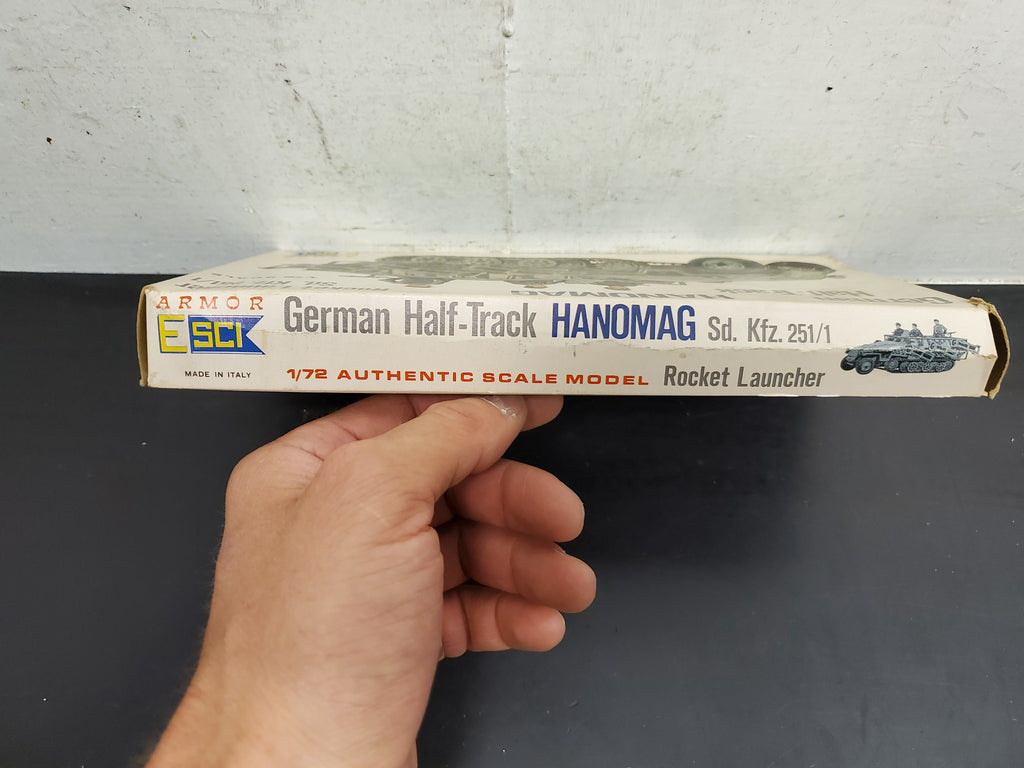 ARMOR
ESCI
MADE IN ITALY
German Half-Track HANOMAG Sd. Kfz. 251/1
1/72 AUTHENTIC SCALE MODEL Rocket Launcher